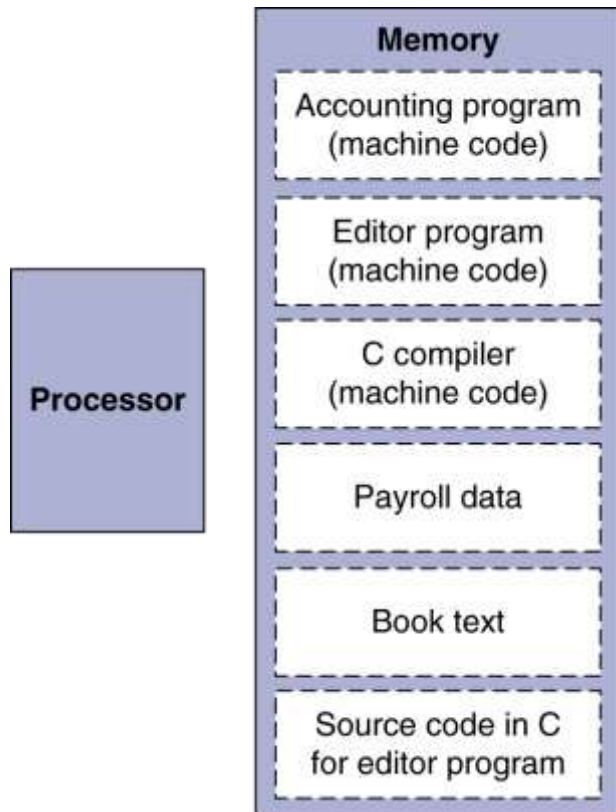 Memory
Accounting program
(machine code)
Editor program
(machine code)
C compiler
(machine code)
Processor
Payroll data
Book text
Source code in C
for editor program